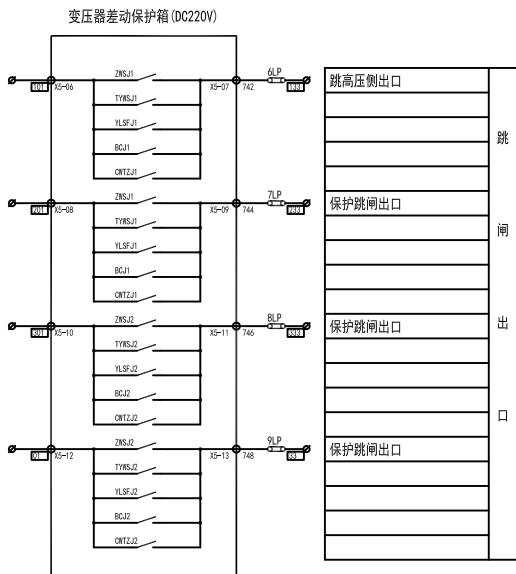 变压器差动保护箱(DC220V)
ZWSJ1
6LP
跳高压侧出口
101 X5-06 X5-07 742 133
TYWSJ1
YLSFJ1
BCJ1
CWTZJ1
ZWSJ1
7LP
保护跳闸出口
201 X5-08 X5-09 744 233
TYWSJ1
YLSFJ1
BCJ1
CWTZJ1
ZWSJ2
8LP
保护跳闸出口
301 X5-10 X5-11 746 333
TYWSJ2
YLSFJ2
BCJ2
CWTZJ2
ZWSJ2
9LP
保护跳闸出口
01 X5-12 X5-13 748 33
TYWSJ2
YLSFJ2
BCJ2
CWTZJ2
跳
闸
出
口